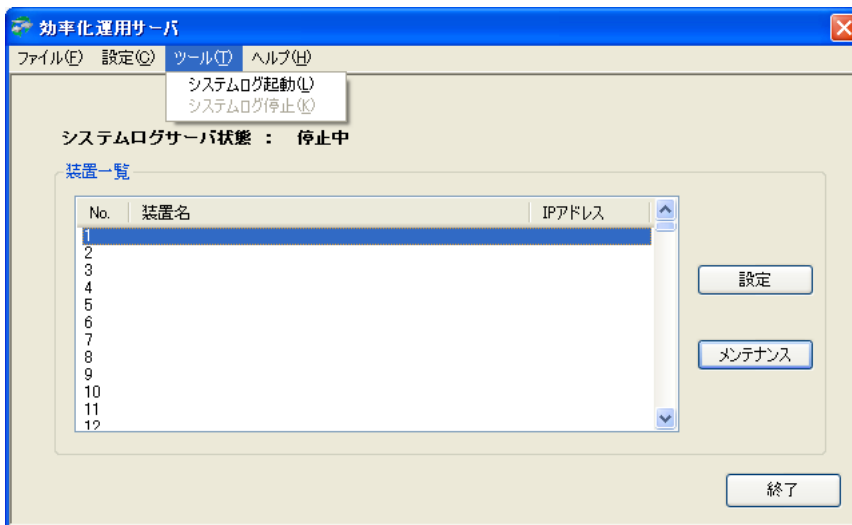 効率化運用サーバ
ファイル(F) 設定(C) ツール(T) ヘルプ(H)
システムログ起動(L)
システムログ停止(K)
システムログサーバ状態 : 停止中
装置一覧
No. 装置名 IPアドレス
1
2
3
4
5
6
7
8
9
10
11
12
設定
メンテナンス
終了